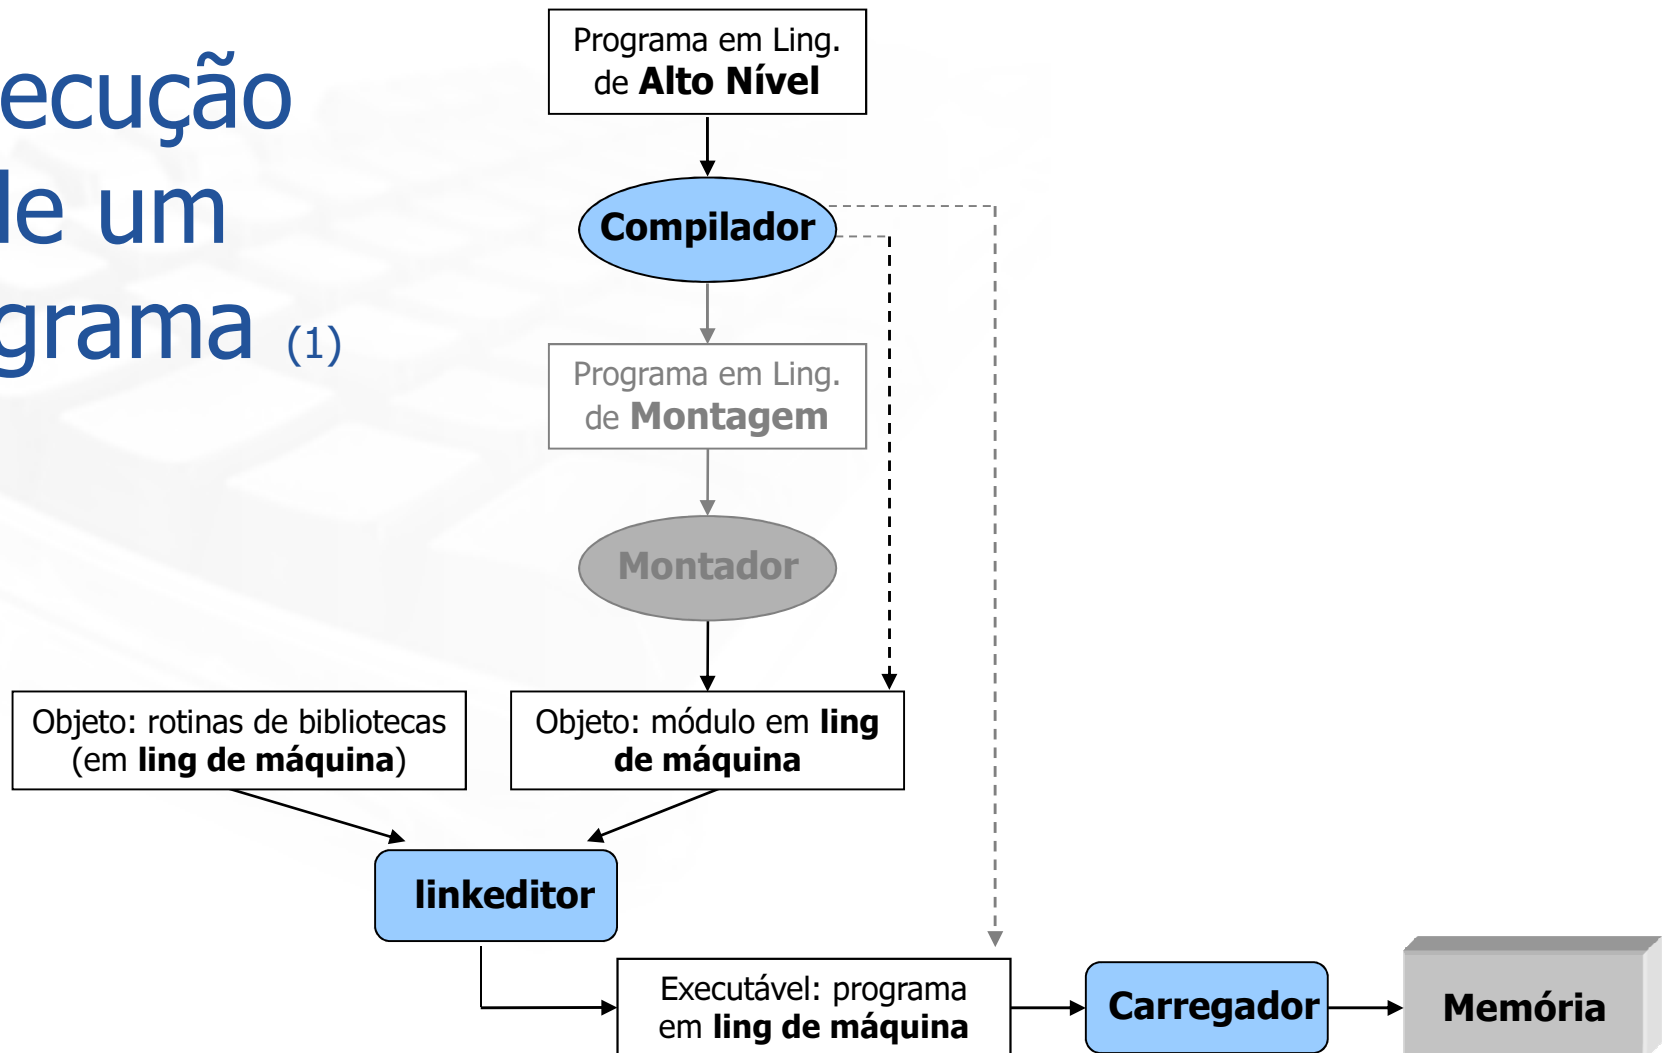 ecução
de um
grama (1)
Programa em Ling.
de Alto Nível
Compilador
Programa em Ling.
de Montagem
Montador
Objeto: rotinas de bibliotecas
(em ling de máquina)
Objeto: módulo em ling
de máquina
linkeditor
Executável: programa
em ling de máquina
Carregador
Memória